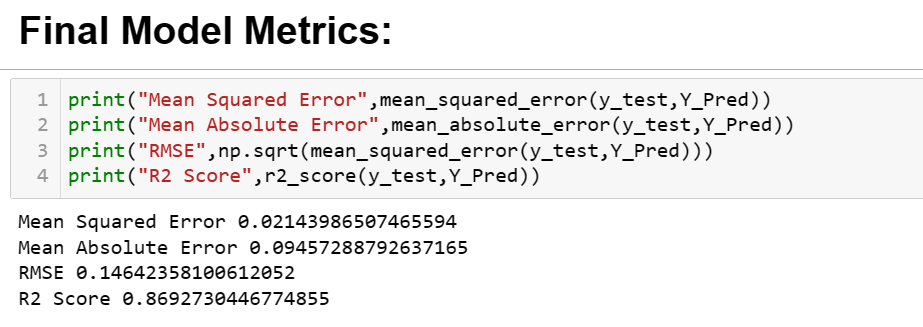 Final Model Metrics:
1 print("Mean Squared Error",mean_squared_error(y_test,Y_Pred))
2 print("Mean Absolute Error",mean_absolute_error(y_test,Y_Pred))
3 print("RMSE",np.sqrt(mean_squared_error(y_test,Y_Pred)))
4 print("R2 Score",r2_score(y_test,Y_Pred))
Mean Squared Error 0.02143986507465594
Mean Absolute Error 0.09457288792637165
RMSE 0.14642358100612052
R2 Score 0.8692730446774855